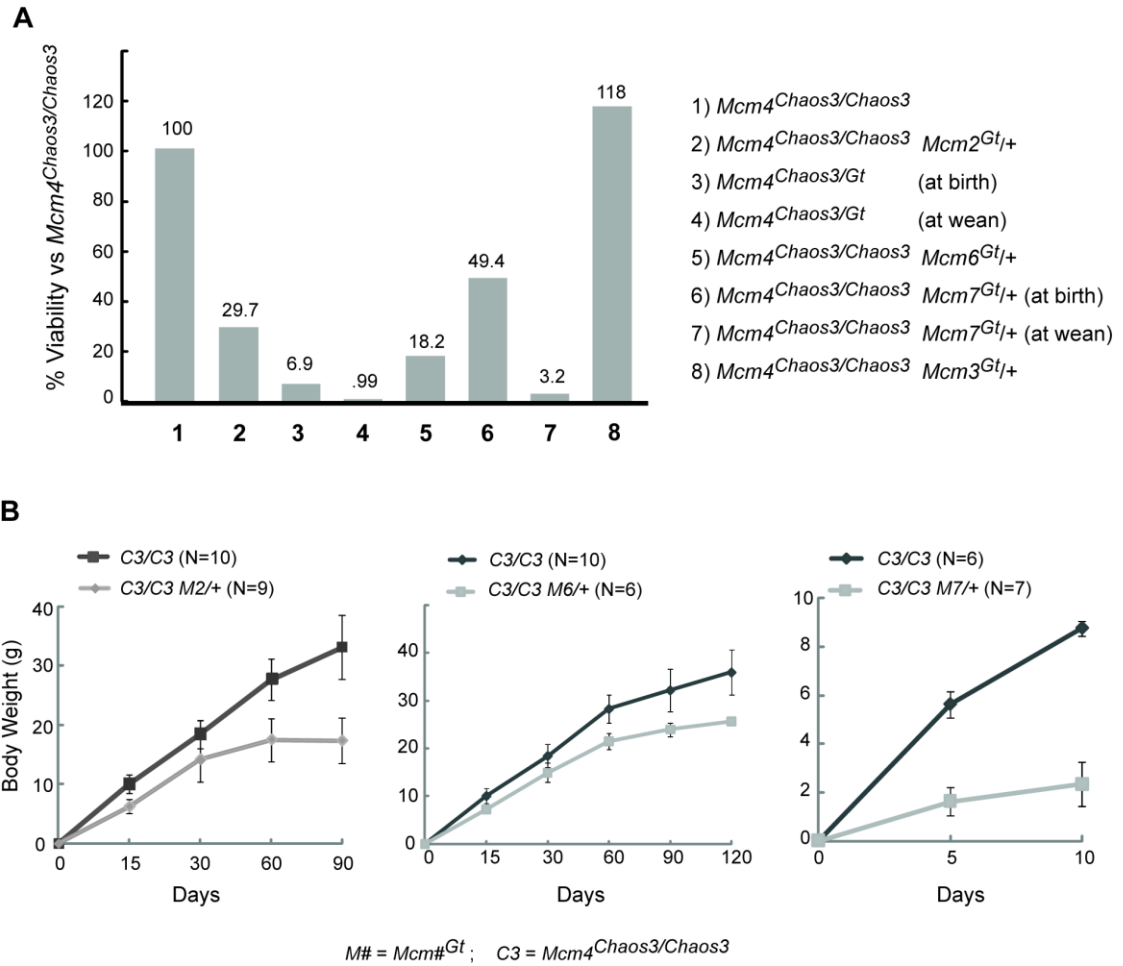 A
% Viability vs Mcm4Chaos3/Chaos3
120
100
80
60
40
20
0
100
29.7
6.9
.99
18.2
49.4
3.2
118
1 2 3 4 5 6 7 8
1) Mcm4Chaos3/Chaos3
2) Mcm4Chaos3/Chaos3 Mcm2Gt/+
3) Mcm4Chaos3/Gt (at birth)
4) Mcm4Chaos3/Gt (at wean)
5) Mcm4Chaos3/Chaos3 Mcm6Gt/+
6) Mcm4Chaos3/Chaos3 Mcm7Gt/+ (at birth)
7) Mcm4Chaos3/Chaos3 Mcm7Gt/+ (at wean)
8) Mcm4Chaos3/Chaos3 Mcm3Gt/+
B
C3/C3 (N=10)
C3/C3 M2/+ (N=9)
Body Weight (g)
40
30
20
10
0
0 15 30 60 90
Days
C3/C3 (N=10)
C3/C3 M6/+ (N=6)
40
30
20
10
0
0 15 30 60 90 120
Days
C3/C3 (N=6)
C3/C3 M7/+ (N=7)
10
8
6
4
2
0
0 5 10
Days
M# = Mcm#Gt ; C3 = Mcm4Chaos3/Chaos3